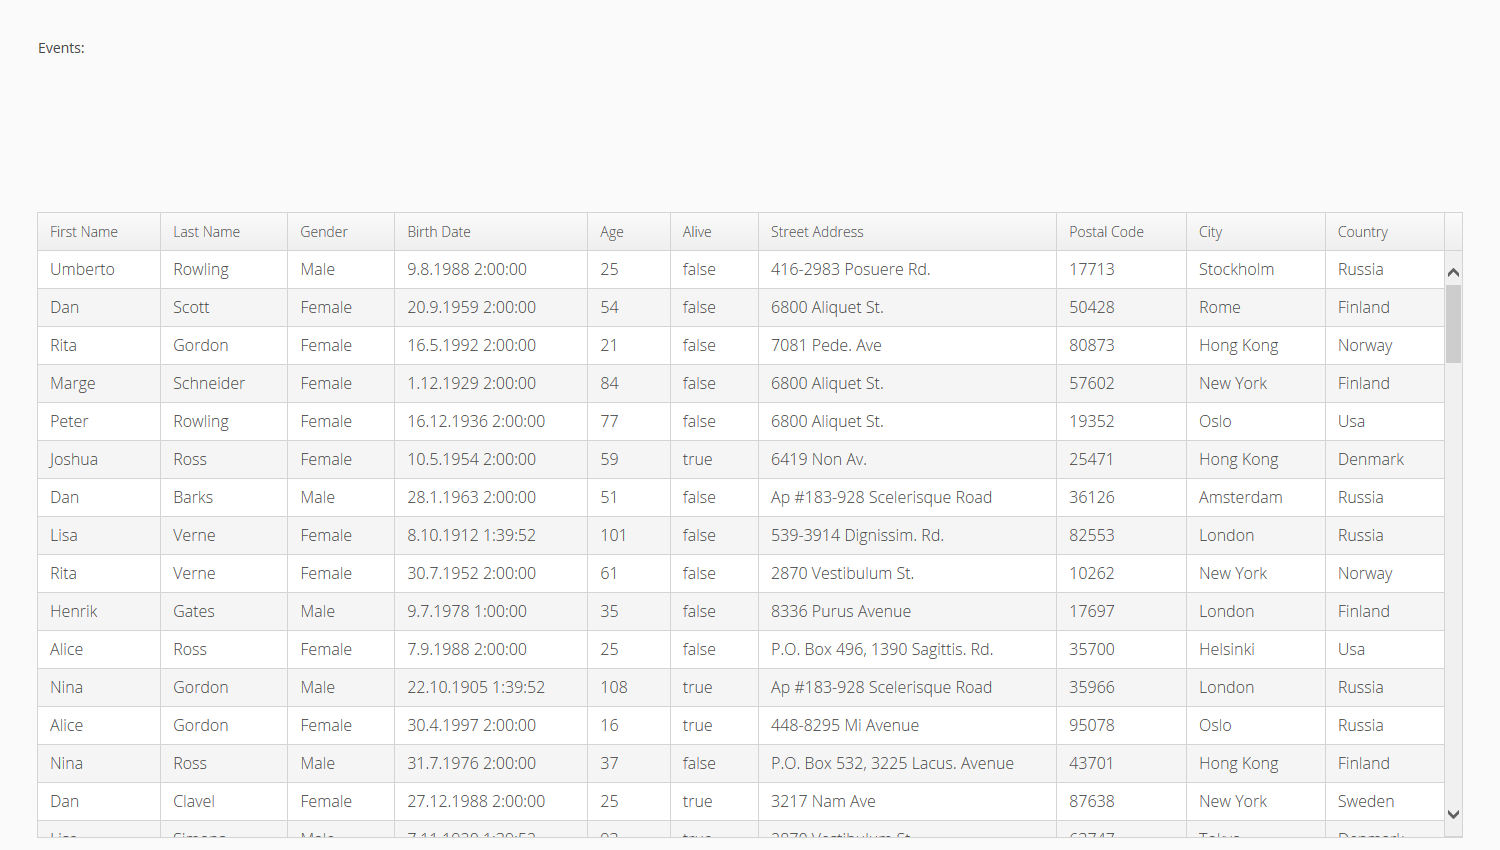 Events:
First Name Last Name Gender Birth Date Age Alive Street Address Postal Code City Country
Umberto Rowling Male 9.8.1988 2:00:00 25 false 416-2983 Posuere Rd. 17713 Stockholm Russia
Dan Scott Female 20.9.1959 2:00:00 54 false 6800 Aliquet St. 50428 Rome Finland
Rita Gordon Female 16.5.1992 2:00:00 21 false 7081 Pede. Ave 80873 Hong Kong Norway
Marge Schneider Female 1.12.1929 2:00:00 84 false 6800 Aliquet St. 57602 New York Finland
Peter Rowling Female 16.12.1936 2:00:00 77 false 6800 Aliquet St. 19352 Oslo Usa
Joshua Ross Female 10.5.1954 2:00:00 59 true 6419 Non Av. 25471 Hong Kong Denmark
Dan Barks Male 28.1.1963 2:00:00 51 false Ap #183-928 Scelerisque Road 36126 Amsterdam Russia
Lisa Verne Female 8.10.1912 1:39:52 101 false 539-3914 Dignissim. Rd. 82553 London Russia
Rita Verne Female 30.7.1952 2:00:00 61 false 2870 Vestibulum St. 10262 New York Norway
Henrik Gates Male 9.7.1978 1:00:00 35 false 8336 Purus Avenue 17697 London Finland
Alice Ross Female 7.9.1988 2:00:00 25 false P.O. Box 496, 1390 Sagittis. Rd. 35700 Helsinki Usa
Nina Gordon Male 22.10.1905 1:39:52 108 true Ap #183-928 Scelerisque Road 35966 London Russia
Alice Gordon Female 30.4.1997 2:00:00 16 true 448-8295 Mi Avenue 95078 Oslo Russia
Nina Ross Male 31.7.1976 2:00:00 37 false P.O. Box 532, 3225 Lacus. Avenue 43701 Hong Kong Finland
Dan Clavel Female 27.12.1988 2:00:00 25 true 3217 Nam Ave 87638 New York Sweden